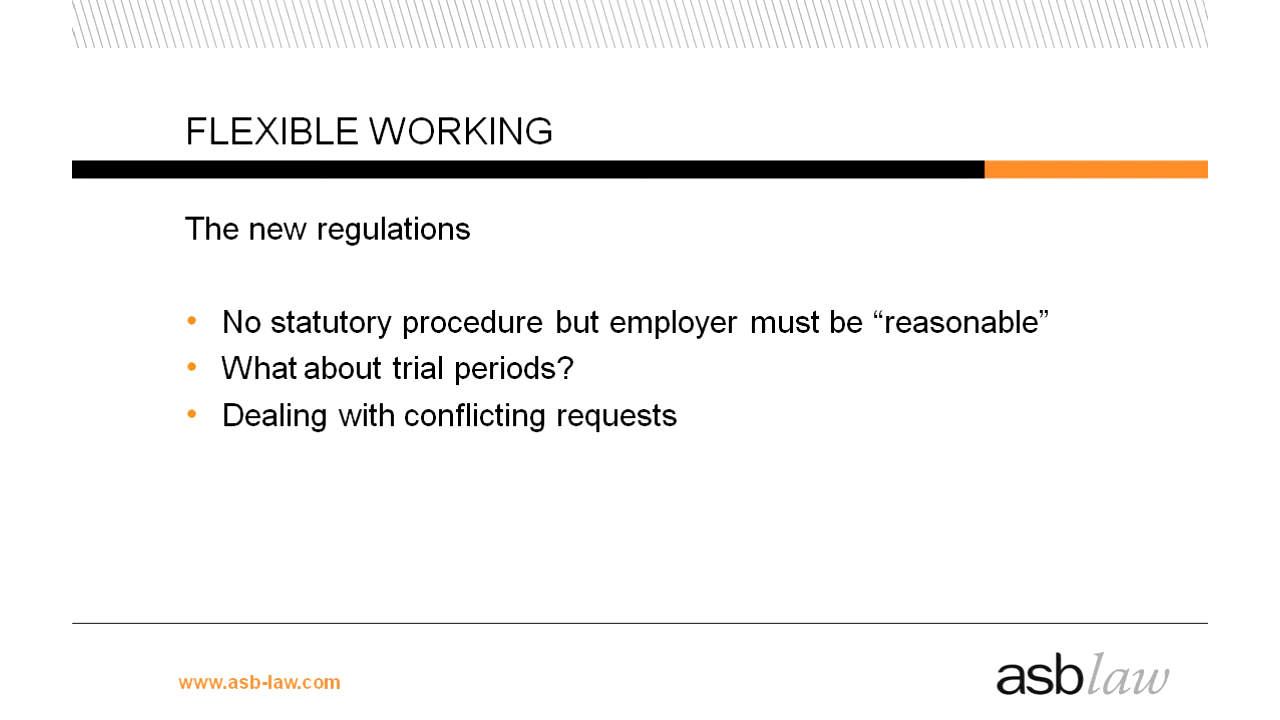 FLEXIBLE WORKING
The new regulations
• No statutory procedure but employer must be “reasonable”
• What about trial periods?
• Dealing with conflicting requests
www.asb-law.com
asblaw